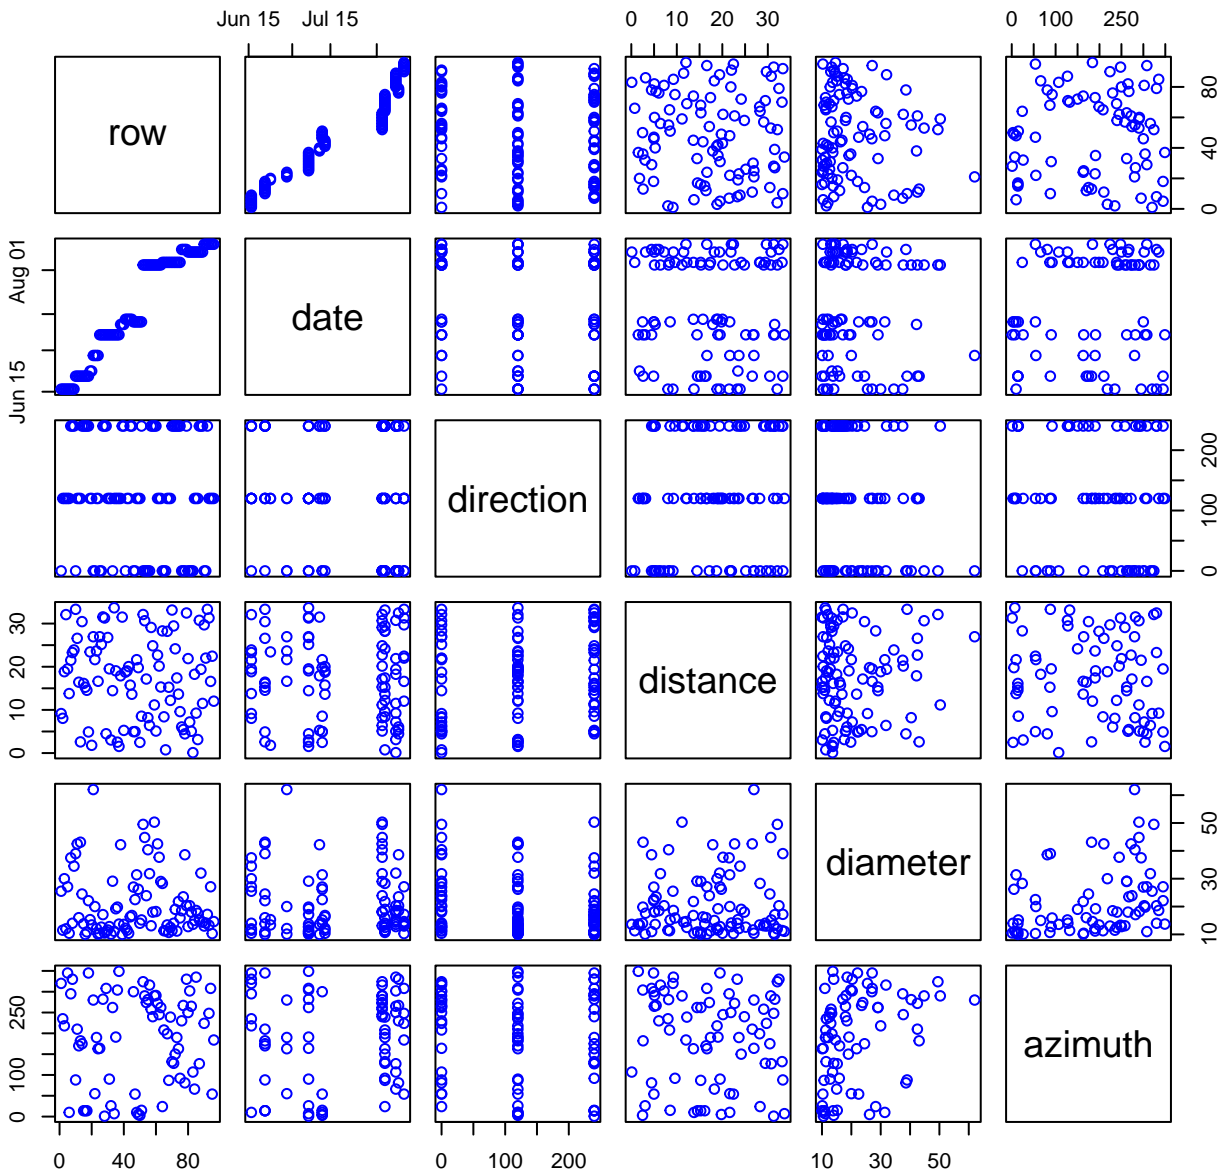 Jun 15 Jul 15 0 10 20 30 0 100 250
row 0 40 80
Jun 15 Aug 01 date
direction 0 100 200
0 10 20 30 distance
diameter 10 30 50
0 100 250 azimuth
0 40 80 0 100 200 10 30 50